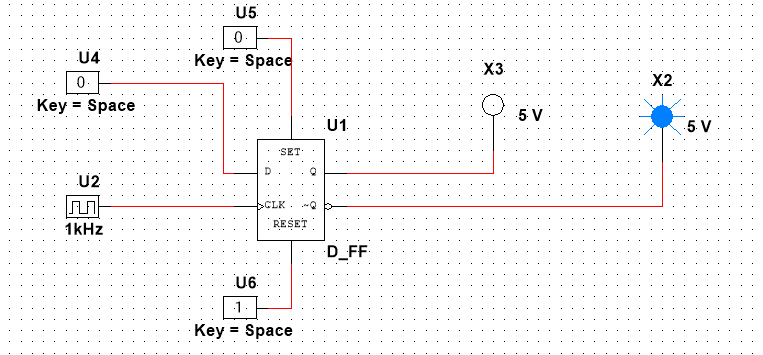 U5
0
Key = Space
U4
0
Key = Space
X3
5 V
X2
5 V
U1
SET
D Q
CLK ~Q
RESET
D_FF
U2
1kHz
U6
1
Key = Space